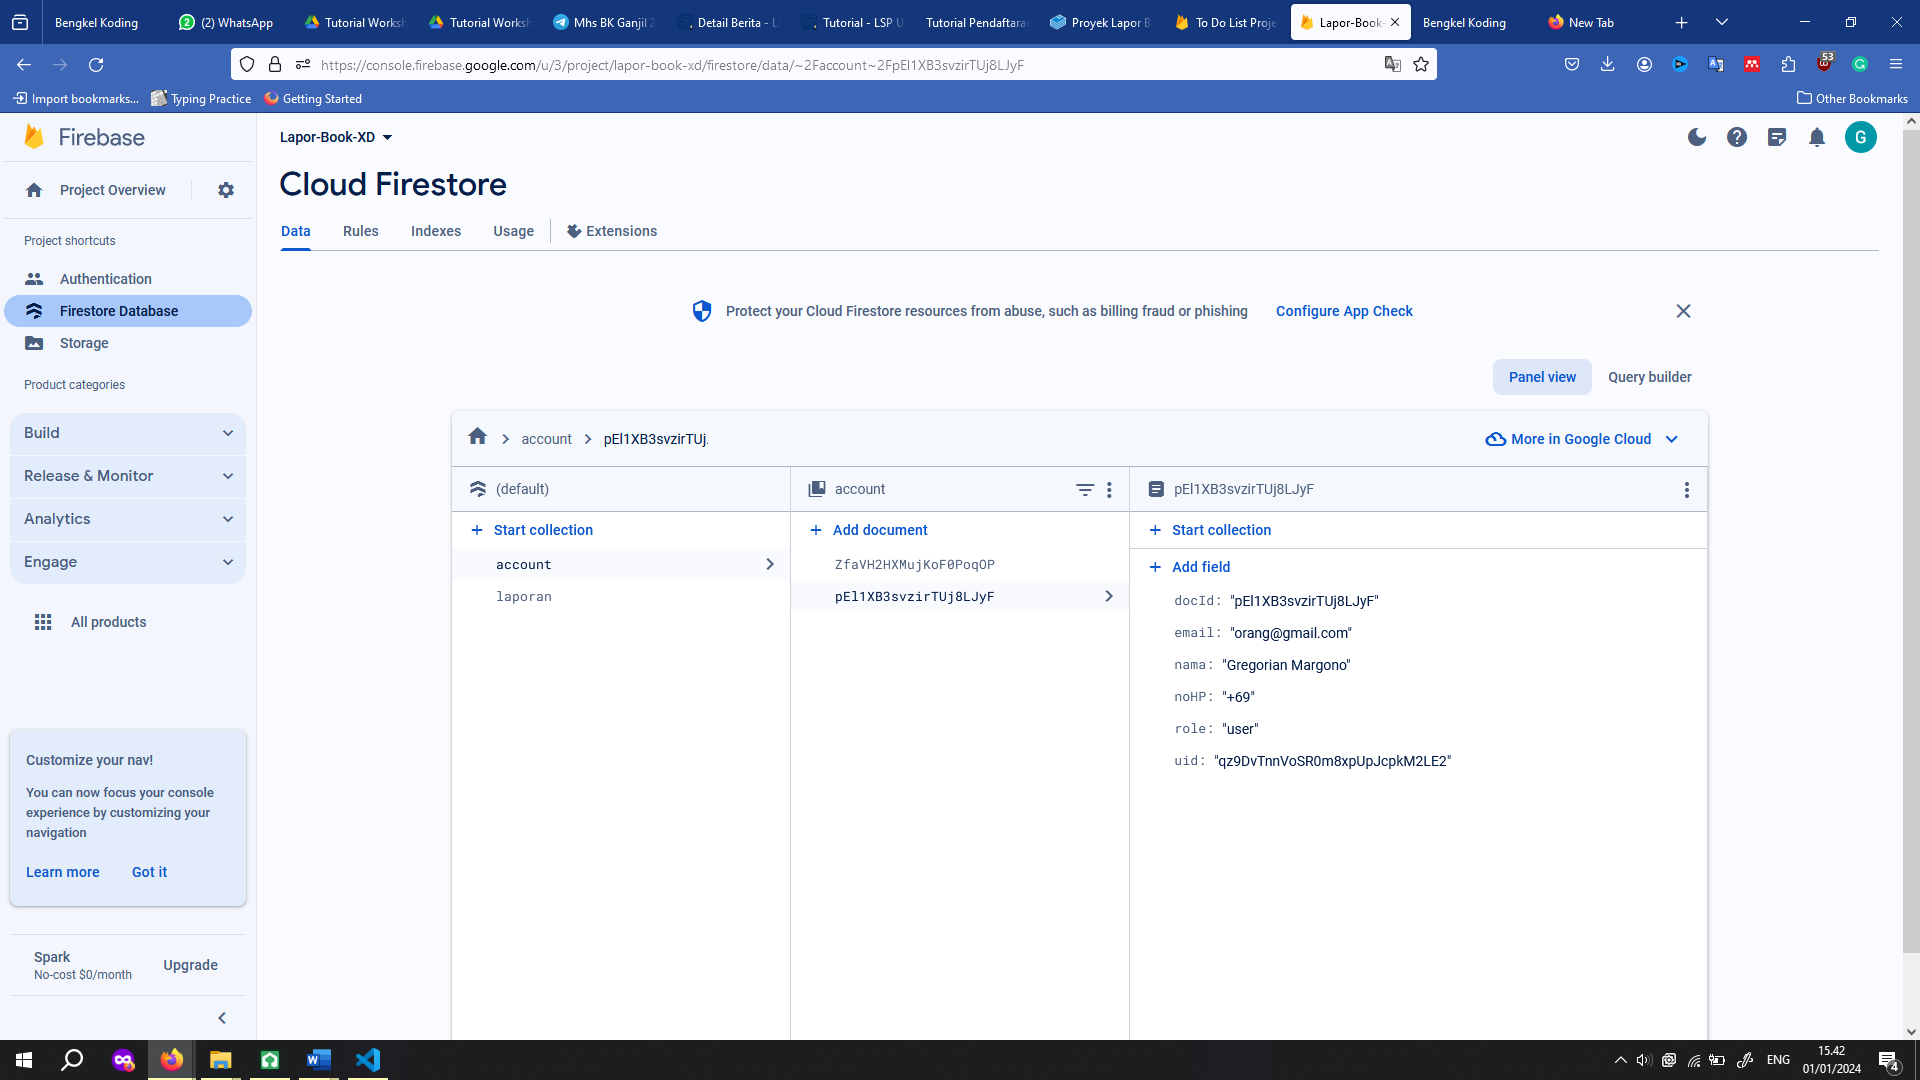 Bengkel Koding
(2) WhatsApp
Tutorial Worksh
Tutorial Worksh
Mhs BK Ganjil 2
Detail Berita - L
Tutorial - LSP U
Tutorial Pendaftaran
Proyek Lapor B
To Do List Proje
Lapor-Book-
Bengkel Koding
New Tab
https://console.firebase.google.com/u/3/project/lapor-book-xd/firestore/data/~2Faccount~2FpEl1XB3svzirTUj8LJyF
53
Import bookmarks...
Typing Practice
Getting Started
Other Bookmarks
Firebase
Lapor-Book-XD
G
Project Overview
Cloud Firestore
Data
Rules
Indexes
Usage
Extensions
Project shortcuts
Authentication
Firestore Database
Storage
Product categories
Build
Release & Monitor
Analytics
Engage
All products
Customize your nav!
You can now focus your console
experience by customizing your
navigation
Learn more
Got it
Spark
No-cost $0/month
Upgrade
Protect your Cloud Firestore resources from abuse, such as billing fraud or phishing
Configure App Check
Panel view
Query builder
account
pEl1XB3svzirTUj.
More in Google Cloud
(default)
account
pEl1XB3svzirTUj8LJyF
Start collection
Add document
Start collection
account
laporan
ZfaVH2HXMujKoF0PoqOP
pEl1XB3svzirTUj8LJyF
Add field
docId: "pEl1XB3svzirTUj8LJyF"
email: "orang@gmail.com"
nama: "Gregorian Margono"
noHP: "+69"
role: "user"
uid: "qz9DvTnnVoSR0m8xpUpJcpkM2LE2"
ENG
15.42
01/01/2024
4